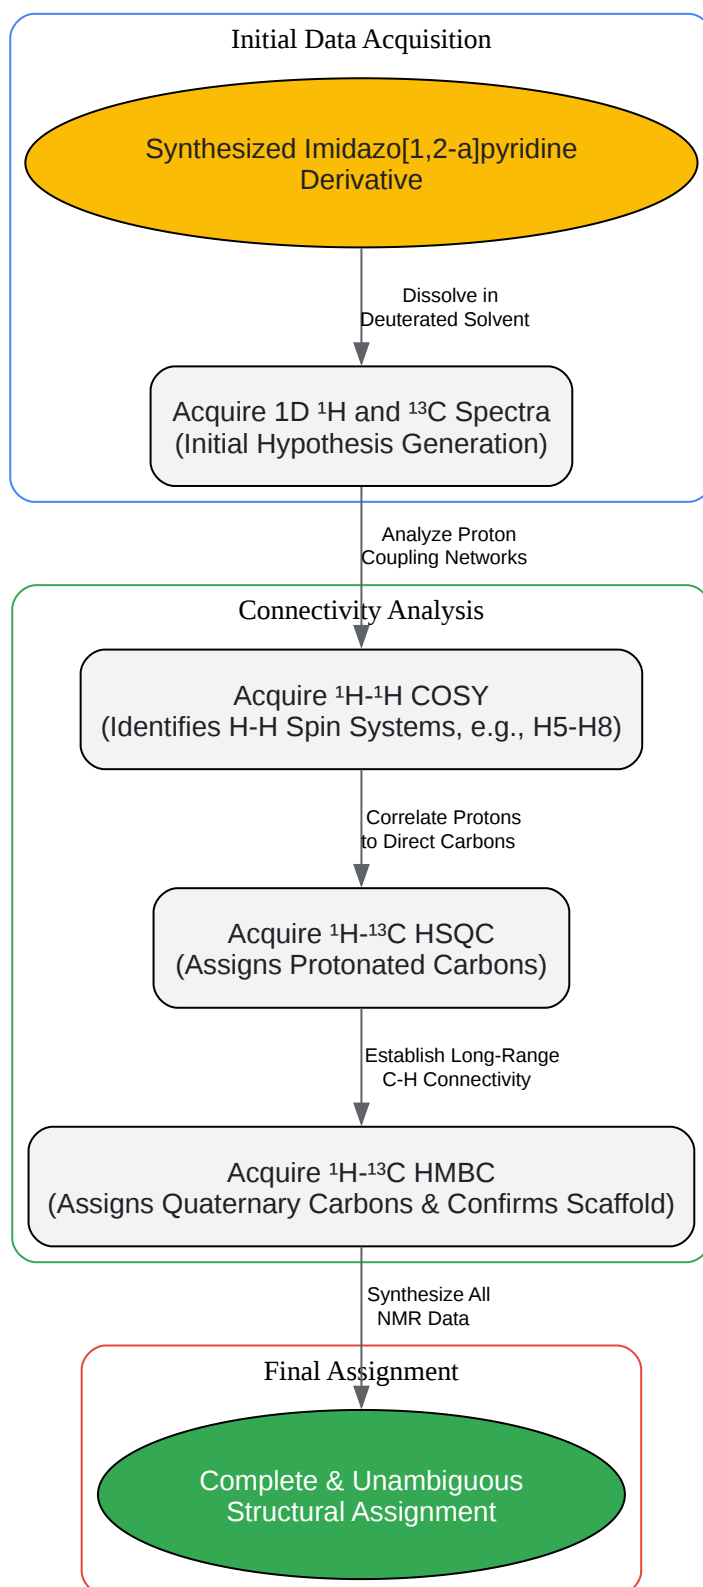 Initial Data Acquisition
Synthesized Imidazo[1,2-a]pyridine
Derivative
Dissolve in
Deuterated Solvent
Acquire 1D ¹H and ¹³C Spectra
(Initial Hypothesis Generation)
Analyze Proton
Coupling Networks
Connectivity Analysis
Acquire ¹H-¹H COSY
(Identifies H-H Spin Systems, e.g., H5-H8)
Correlate Protons
to Direct Carbons
Acquire ¹H-¹³C HSQC
(Assigns Protonated Carbons)
Establish Long-Range
C-H Connectivity
Acquire ¹H-¹³C HMBC
(Assigns Quaternary Carbons & Confirms Scaffold)
Synthesize All
NMR Data
Final Assignment
Complete & Unambiguous
Structural Assignment